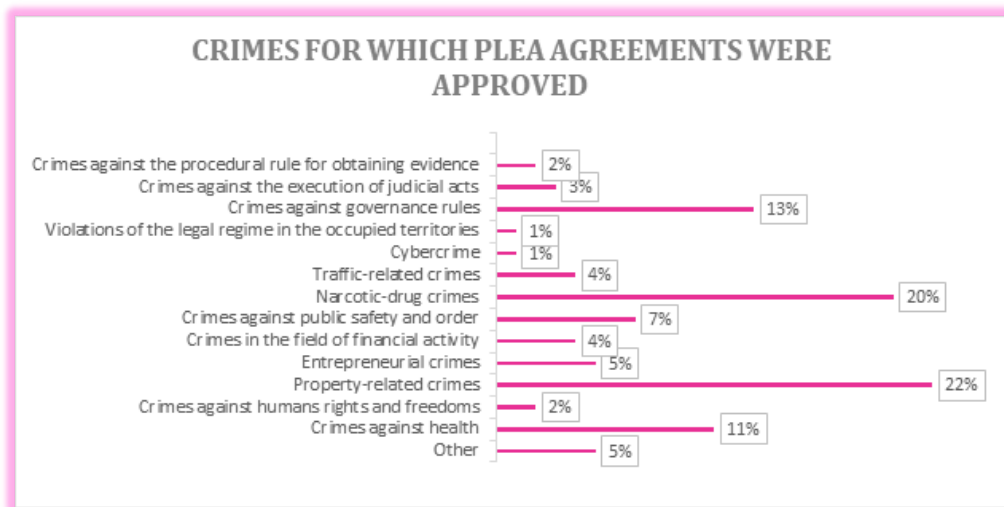 CRIMES FOR WHICH PLEA AGREEMENTS WERE
APPROVED
Crimes against the procedural rule for obtaining evidence 2%
Crimes against the execution of judicial acts 3%
Crimes against governance rules 13%
Violations of the legal regime in the occupied territories 1%
Cybercrime 1%
Traffic-related crimes 4%
Narcotic-drug crimes 20%
Crimes against public safety and order 7%
Crimes in the field of financial activity 4%
Entrepreneurial crimes 5%
Property-related crimes 22%
Crimes against humans rights and freedoms 2%
Crimes against health 11%
Other 5%